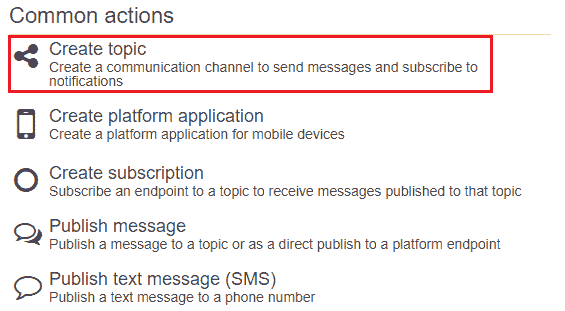 Common actions
Create topic
Create a communication channel to send messages and subscribe to
notifications
Create platform application
Create a platform application for mobile devices
Create subscription
Subscribe an endpoint to a topic to receive messages published to that topic
Publish message
Publish a message to a topic or as a direct publish to a platform endpoint
Publish text message (SMS)
Publish a text message to a phone number